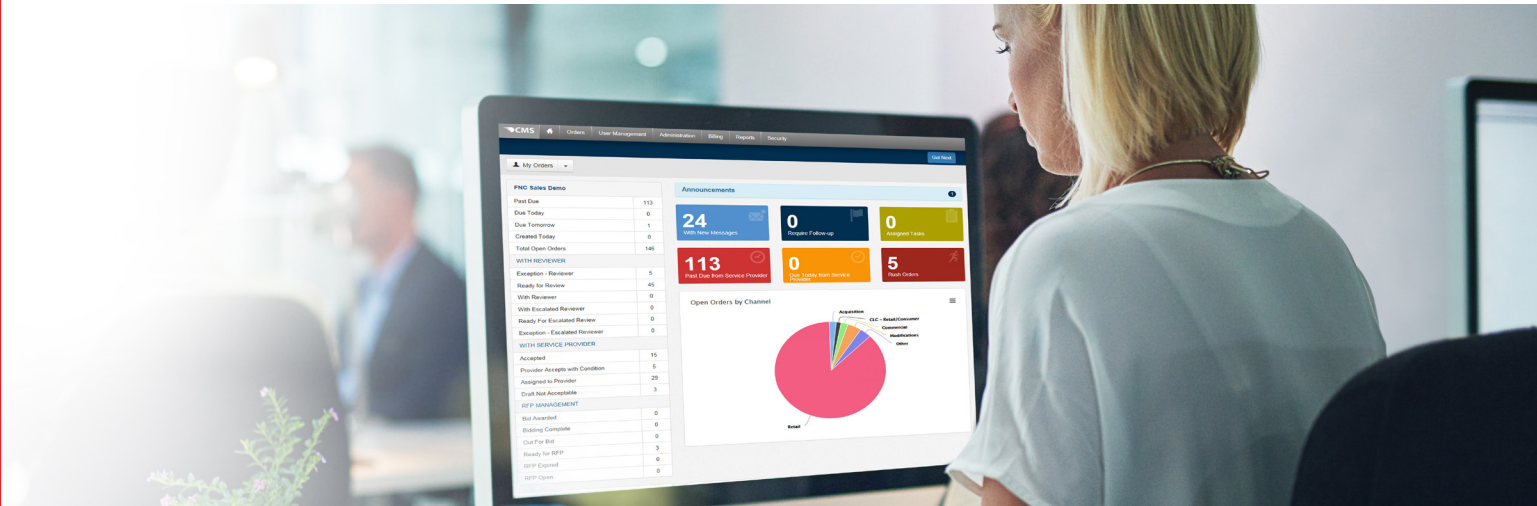 CMS Orders User Management Administration Billing Reports Security
Get Next
My Orders
FNC Sales Demo
Past Due 113
Due Today 0
Due Tomorrow 1
Created Today 0
Total Open Orders 146
WITH REVIEWER
Exception - Reviewer 5
Ready for Review 45
With Reviewer 0
With Escalated Reviewer 0
Ready For Escalated Review 0
Exception - Escalated Reviewer 0
WITH SERVICE PROVIDER
Accepted 15
Provider Accepts with Condition 5
Assigned to Provider 29
Draft Not Acceptable 3
RFP MANAGEMENT
Bid Awarded 0
Bidding Complete 0
Out For Bid 0
Ready for RFP 3
RFP Expired 0
RFP Open 0
Announcements
24
With New Messages
0
Require Follow-up
0
Assigned Tasks
113
Past Due from Service Provider
0
Due Today from Service
Provider
5
Rush Orders
Open Orders by Channel
Acquisition
CLC - Retail/Consumer
Commercial
Modifications
Other
Retail